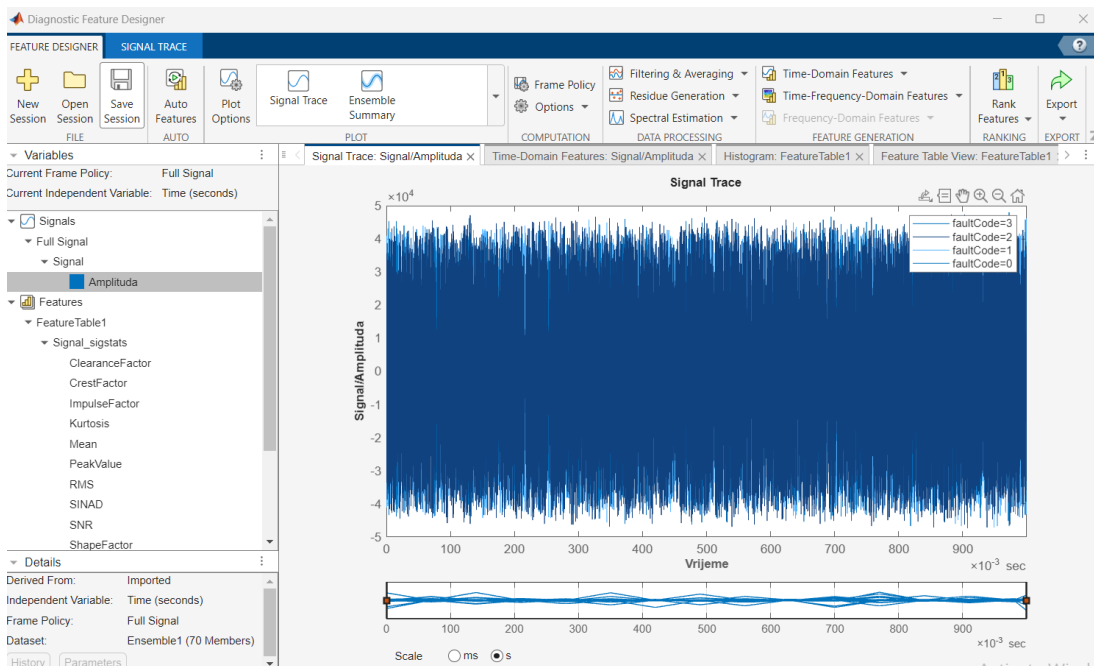 Diagnostic Feature Designer
FEATURE DESIGNER
SIGNAL TRACE
?
New Session
Open Session
Save Session
FILE
Auto Features
AUTO
Plot Options
Signal Trace
Ensemble Summary
PLOT
Frame Policy
Options
COMPUTATION
Filtering & Averaging
Residue Generation
Spectral Estimation
DATA PROCESSING
Time-Domain Features
Time-Frequency-Domain Features
Frequency-Domain Features
FEATURE GENERATION
Rank Features
RANKING
Export
EXPORT
Variables
Current Frame Policy: Full Signal
Current Independent Variable: Time (seconds)
Signals
Full Signal
Signal
Amplituda
Features
FeatureTable1
Signal_sigstats
ClearanceFactor
CrestFactor
ImpulseFactor
Kurtosis
Mean
PeakValue
RMS
SINAD
SNR
ShapeFactor
Details
Derived From: Imported
Independent Variable: Time (seconds)
Frame Policy: Full Signal
Dataset: Ensemble1 (70 Members)
History
Parameters
Signal Trace: Signal/Amplituda
Time-Domain Features: Signal/Amplituda
Histogram: FeatureTable1
Feature Table View: FeatureTable1
Signal Trace
×10⁴
5
4
3
2
1
0
-1
-2
-3
-4
-5
Signal/Amplituda
faultCode=3
faultCode=2
faultCode=1
faultCode=0
0 100 200 300 400 500 600 700 800 900
Vrijeme
×10⁻³ sec
0 100 200 300 400 500 600 700 800 900
×10⁻³ sec
Scale ms s